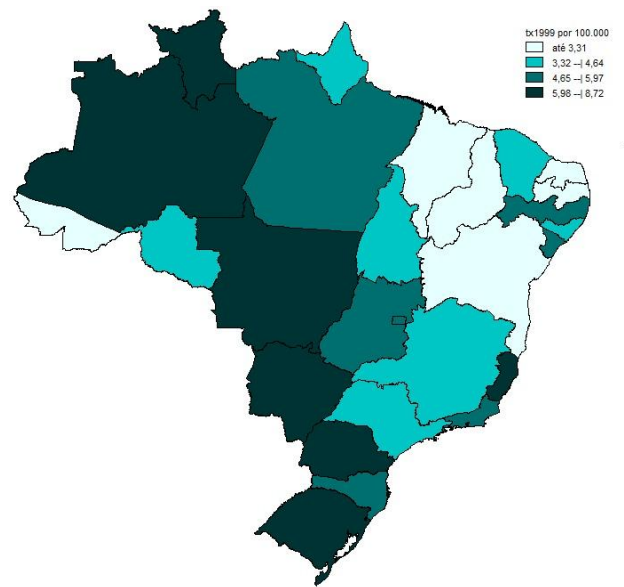 tx1999 por 100.000
até 3,31
3,32 --| 4,64
4,65 --| 5,97
5,98 --| 8,72